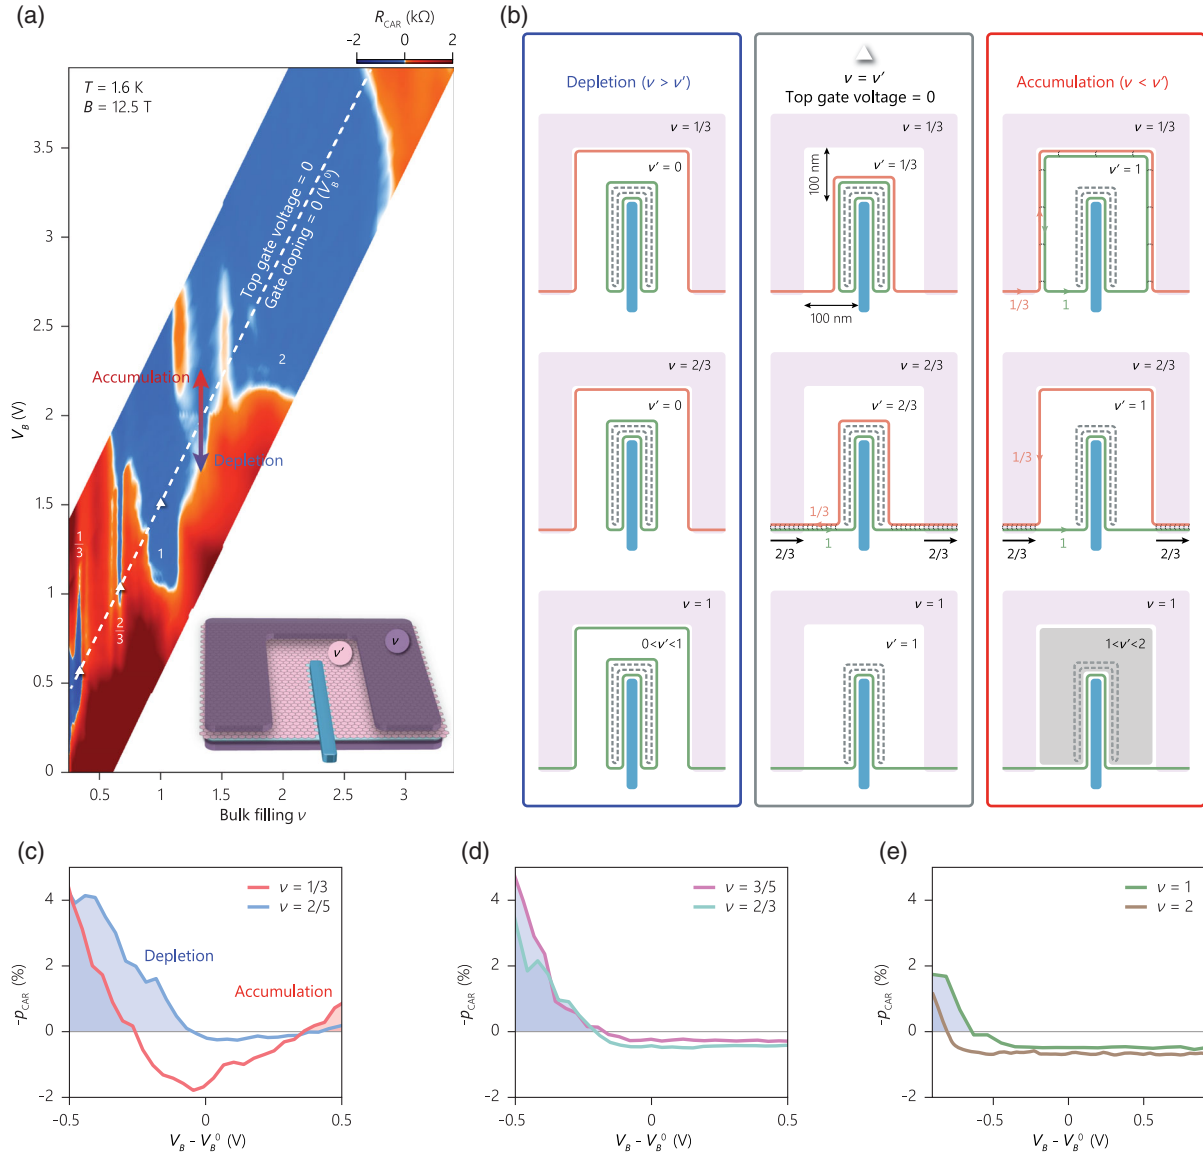 (a)
R_CAR (kΩ)
-2 0 2
T = 1.6 K
B = 12.5 T
Top gate voltage = 0
Gate doping = 0 (V_B^0)
Accumulation
Depletion
2
1
1/3
2/3
ν'
ν
V_B (V)
3.5
3
2.5
2
1.5
1
0.5
0
0.5 1 1.5 2 2.5 3
Bulk filling ν
(b)
Depletion (ν > ν')
ν = 1/3
ν' = 0
ν = 2/3
ν' = 0
ν = 1
0<ν'<1
ν = ν'
Top gate voltage = 0
ν = 1/3
ν' = 1/3
100 nm
100 nm
ν = 2/3
ν' = 2/3
1/3
1
2/3 2/3
ν = 1
ν' = 1
Accumulation (ν < ν')
ν = 1/3
ν' = 1
1/3 1
ν = 2/3
ν' = 1
1/3
1
2/3 2/3
ν = 1
1<ν'<2
(c)
-p_CAR (%)
4
2
0
-2
ν = 1/3
ν = 2/5
Depletion
Accumulation
-0.5 0 0.5
V_B - V_B^0 (V)
(d)
-p_CAR (%)
4
2
0
-2
ν = 3/5
ν = 2/3
-0.5 0 0.5
V_B - V_B^0 (V)
(e)
-p_CAR (%)
4
2
0
-2
ν = 1
ν = 2
-0.5 0 0.5
V_B - V_B^0 (V)